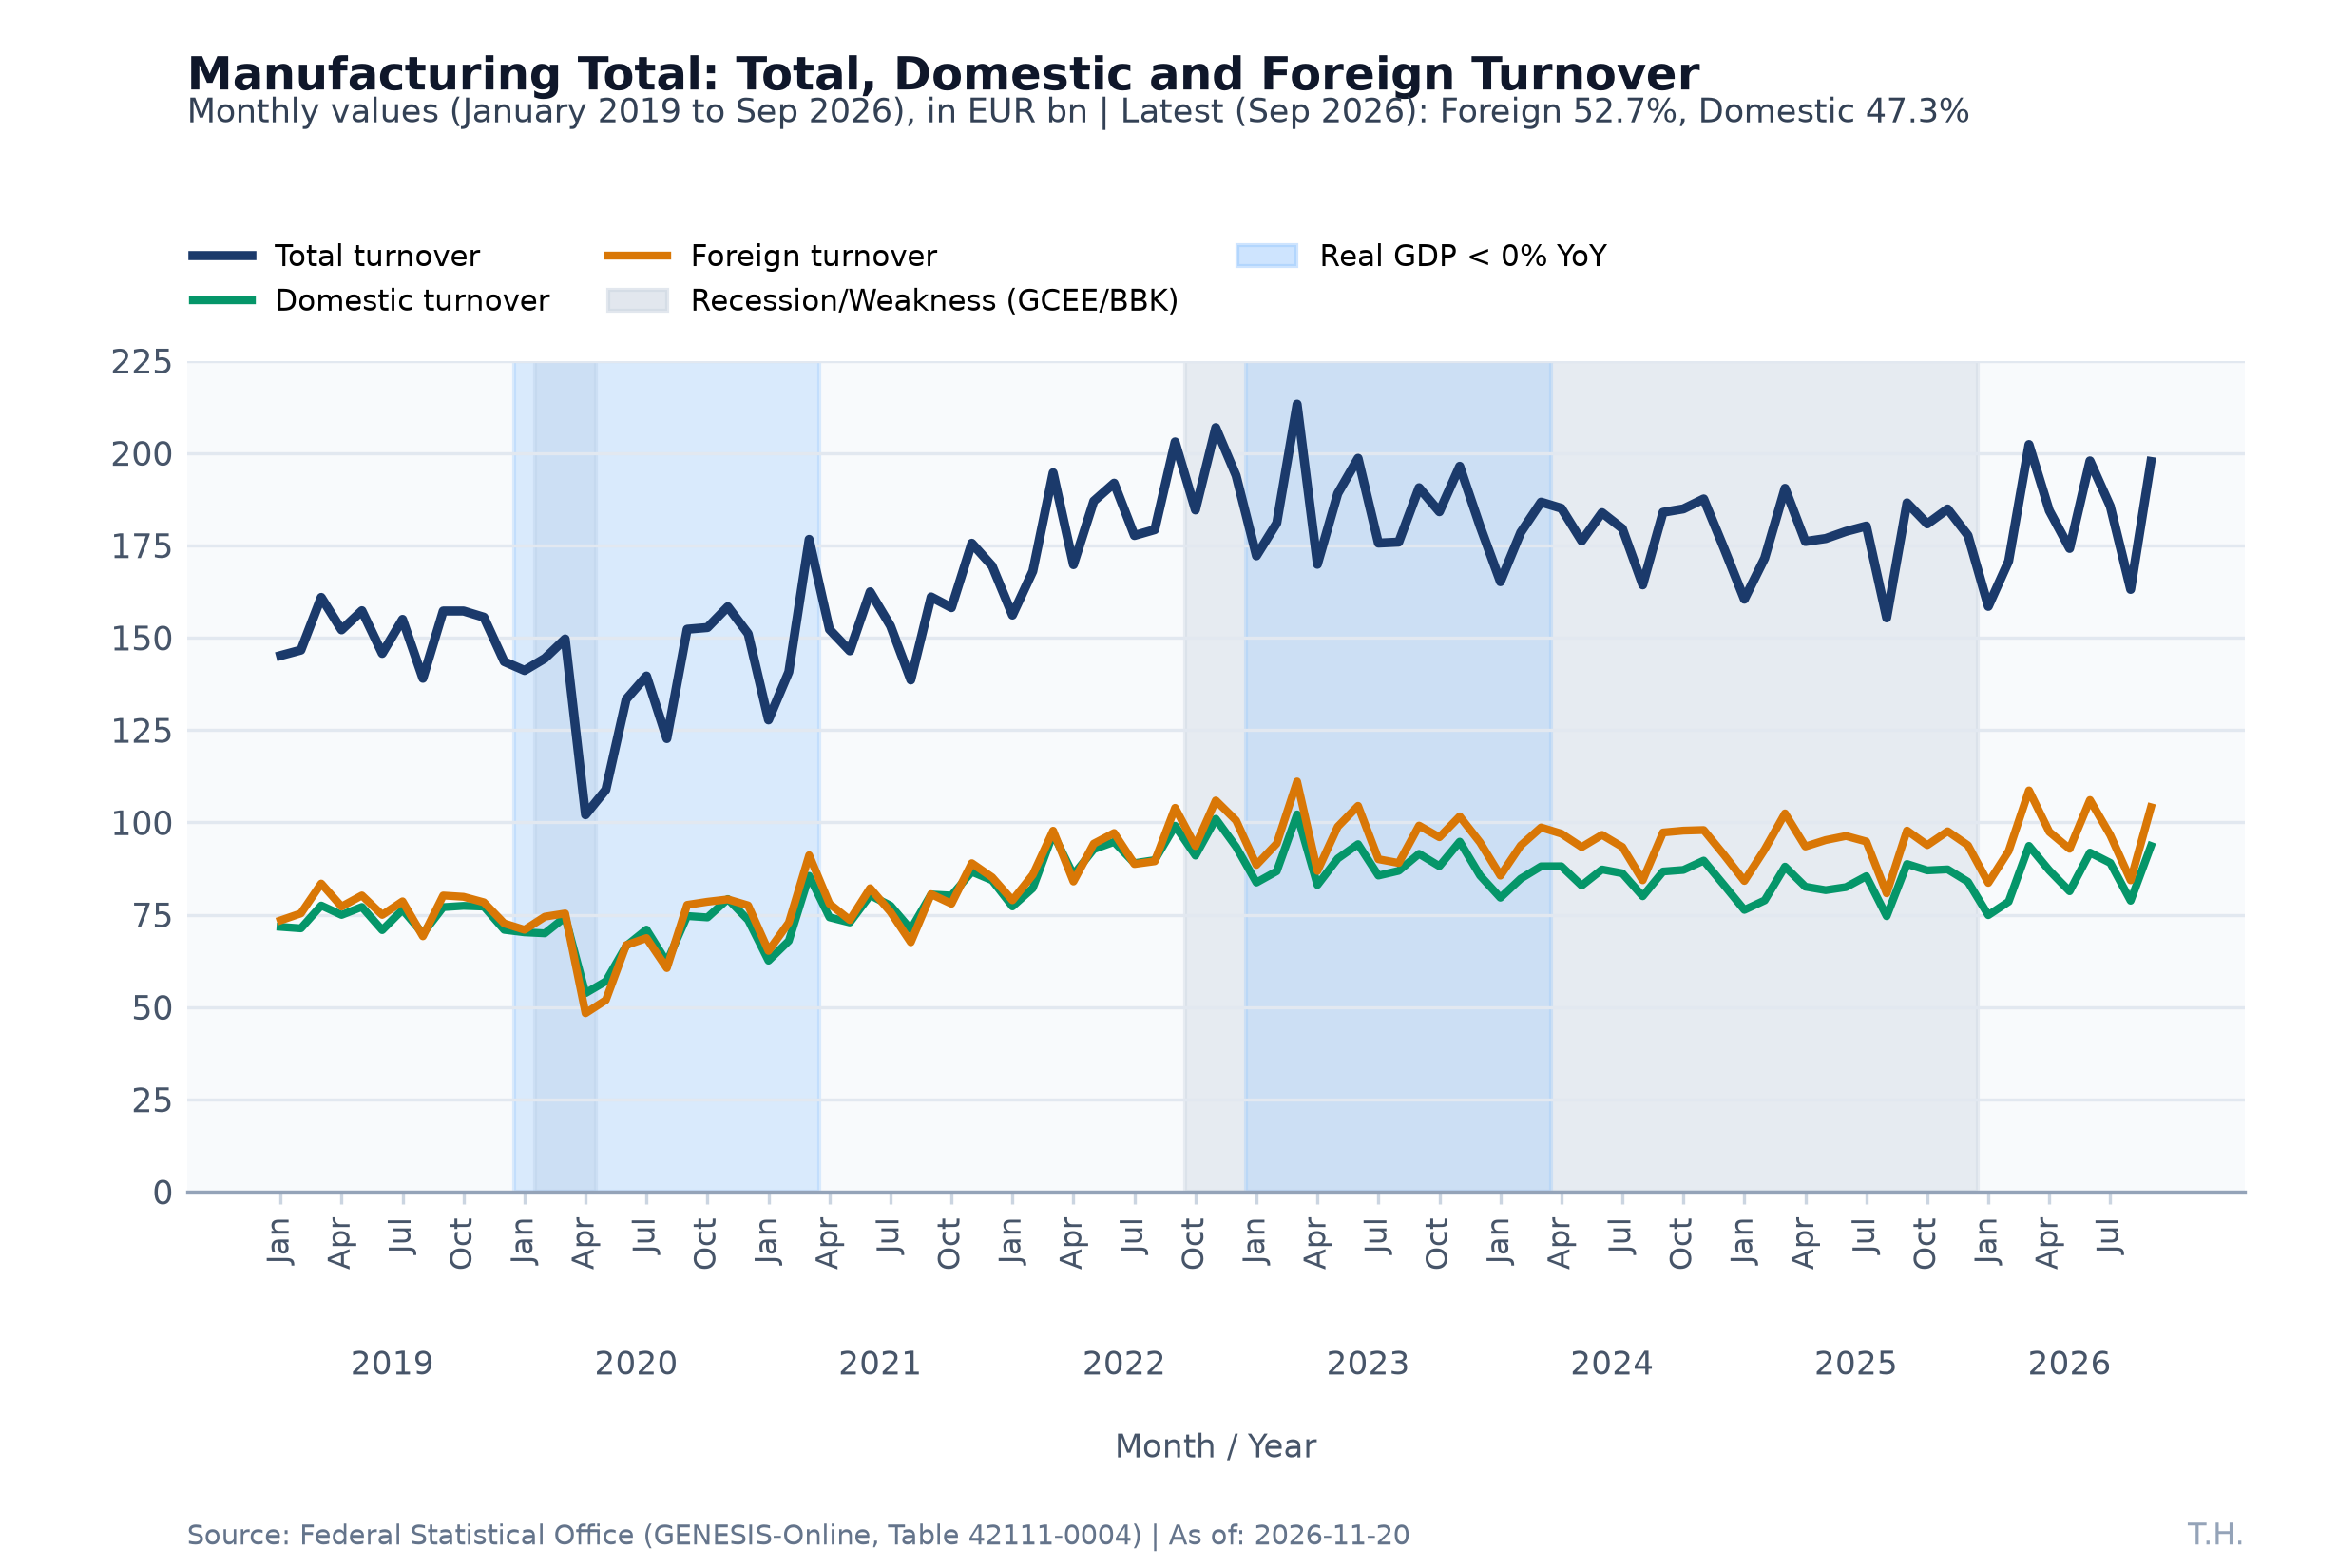 Manufacturing Total: Total, Domestic and Foreign Turnover
Monthly values (January 2019 to Sep 2026), in EUR bn | Latest (Sep 2026): Foreign 52.7%, Domestic 47.3%
Total turnover Foreign turnover Real GDP < 0% YoY
Domestic turnover Recession/Weakness (GCEE/BBK)
225
200
175
150
125
100
75
50
25
0
Jan Apr Jul Oct Jan Apr Jul Oct Jan Apr Jul Oct Jan Apr Jul Oct Jan Apr Jul Oct Jan Apr Jul Oct Jan Apr Jul Oct Jan Apr Jul
2019 2020 2021 2022 2023 2024 2025 2026
Month / Year
Source: Federal Statistical Office (GENESIS-Online, Table 42111-0004) | As of: 2026-11-20 T.H.